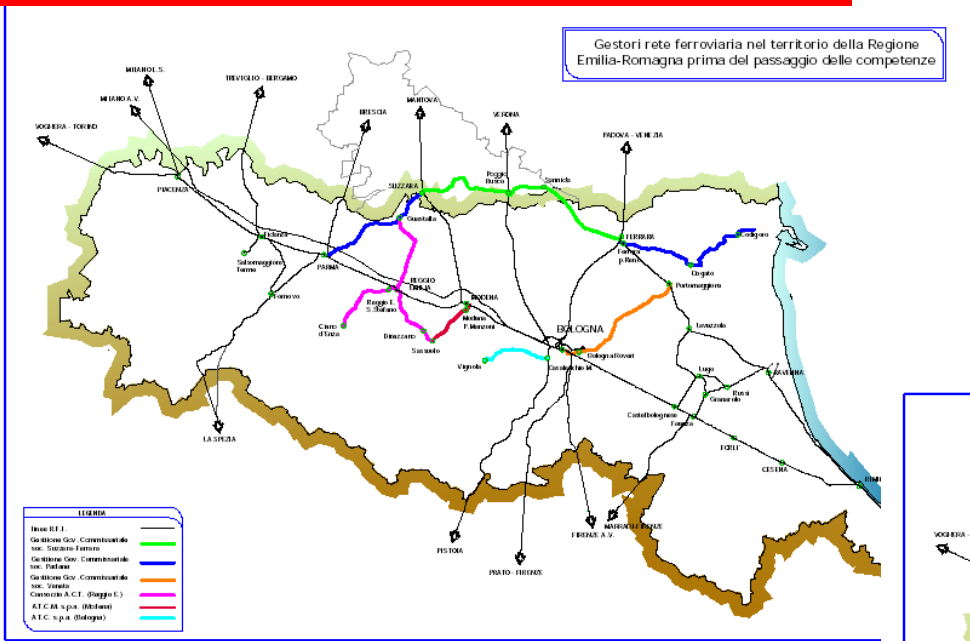 Gestori rete ferroviaria nel territorio della Regione
Emilia-Romagna prima del passaggio delle competenze
MILANO L.S.
TREVIGLIO - BERGAMO
MILANO A.V.
MANTOVA
BRESCIA
VERONA
VOGHERA - TORINO
PADOVA - VENEZIA
PIACENZA
SUZZARA
Poggio
Rusco
Sermide
Guastalla
Fidenza
FERRARA
Ferrara
p.Reno
Codigoro
Salsomaggiore
Terme
PARMA
Dogato
Portomaggiore
REGGIO
EMILIA
Reggio E.
S.Stefano
Fornovo
MODENA
Modena
P.Manzoni
Ciano
d'Enza
Dinazzano
Sassuolo
BOLOGNA
Lavezzola
Vignola
Casalecchio M.
Bologna Roveri
Lugo
RAVENNA
Russi
Granarolo
Castelbolognese
Faenza
FORLI'
CESENA
LA SPEZIA
PISTOIA
PRATO - FIRENZE
FIRENZE A.V.
MARRADI-FIRENZE
LEGENDA
linee R.F.I.
Gestione Gov. Commissariale
soc. Suzzara-Ferrara
Gestione Gov. Commissariale
soc. Padane
Gestione Gov. Commissariale
soc. Veneta
Consorzio A.C.T. (Reggio E.)
A.T.C.M. s.p.a. (Modena)
A.T.C. s.p.a. (Bologna)
VOGHERA -